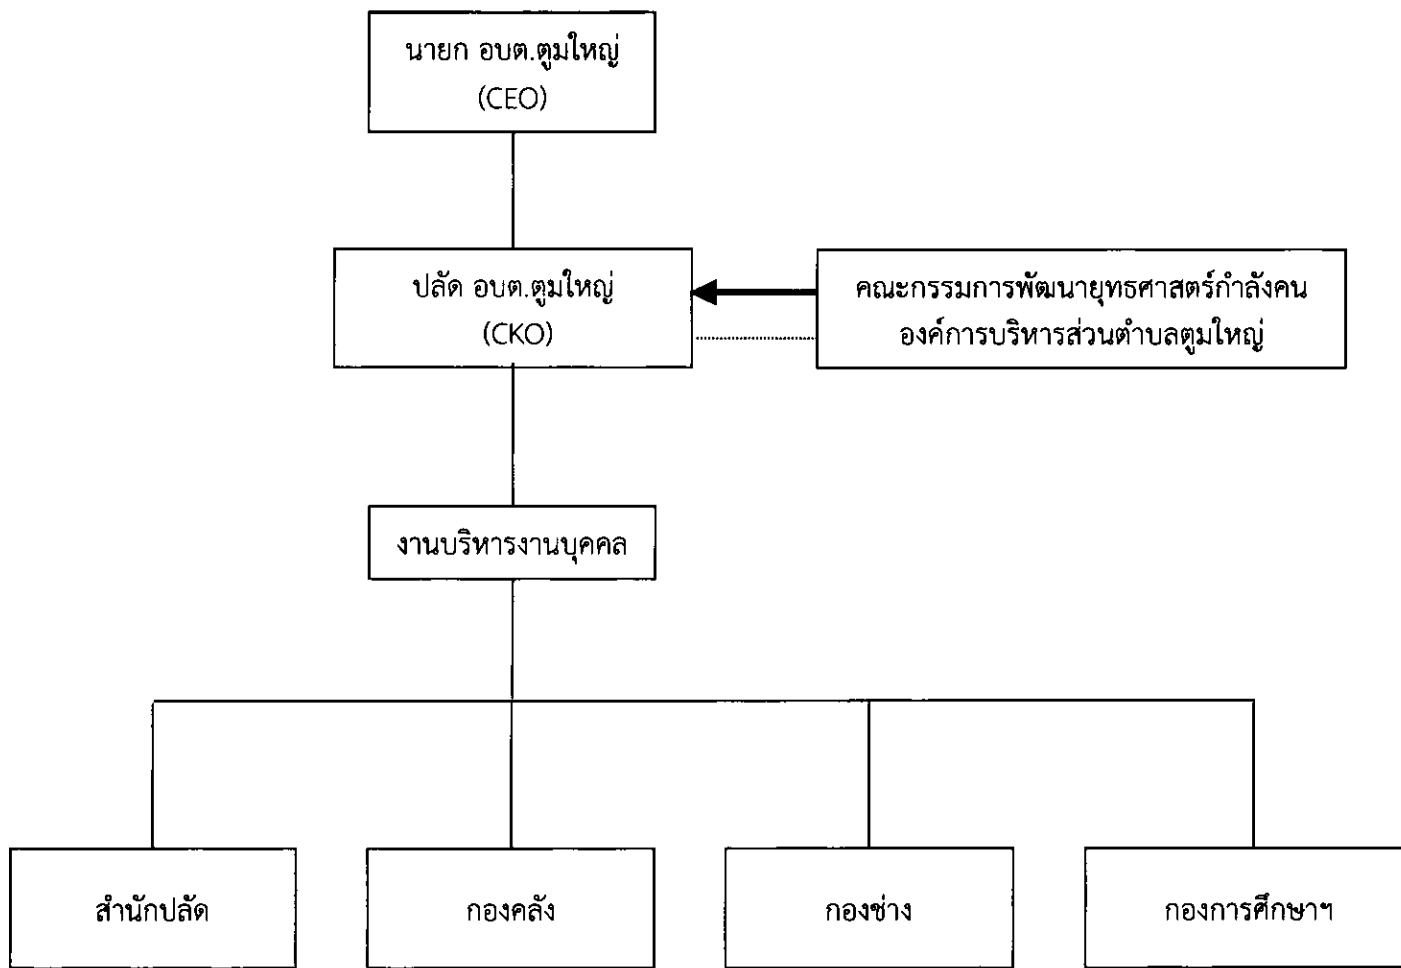 นายก อบต.ตูมใหญ่
(CEO)
ปลัด อบต.ตูมใหญ่
(CKO)
คณะกรรมการพัฒนายุทธศาสตร์กำลังคน
องค์การบริหารส่วนตำบลตูมใหญ่
งานบริหารงานบุคคล
สำนักปลัด
กองคลัง
กองช่าง
กองการศึกษาฯ